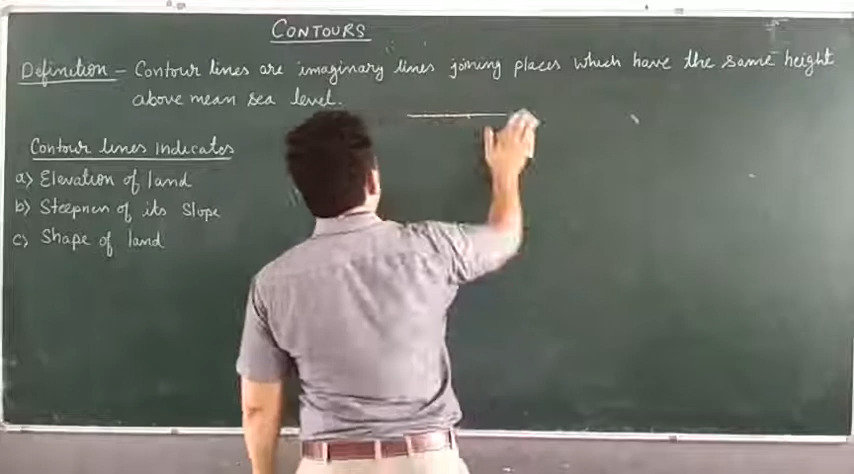 CONTOURS
Definition - Contour lines are imaginary lines joining places which have the same height
above mean sea level.
Contour lines indicates
a) Elevation of land
b) Steepness of its slope
c) Shape of land